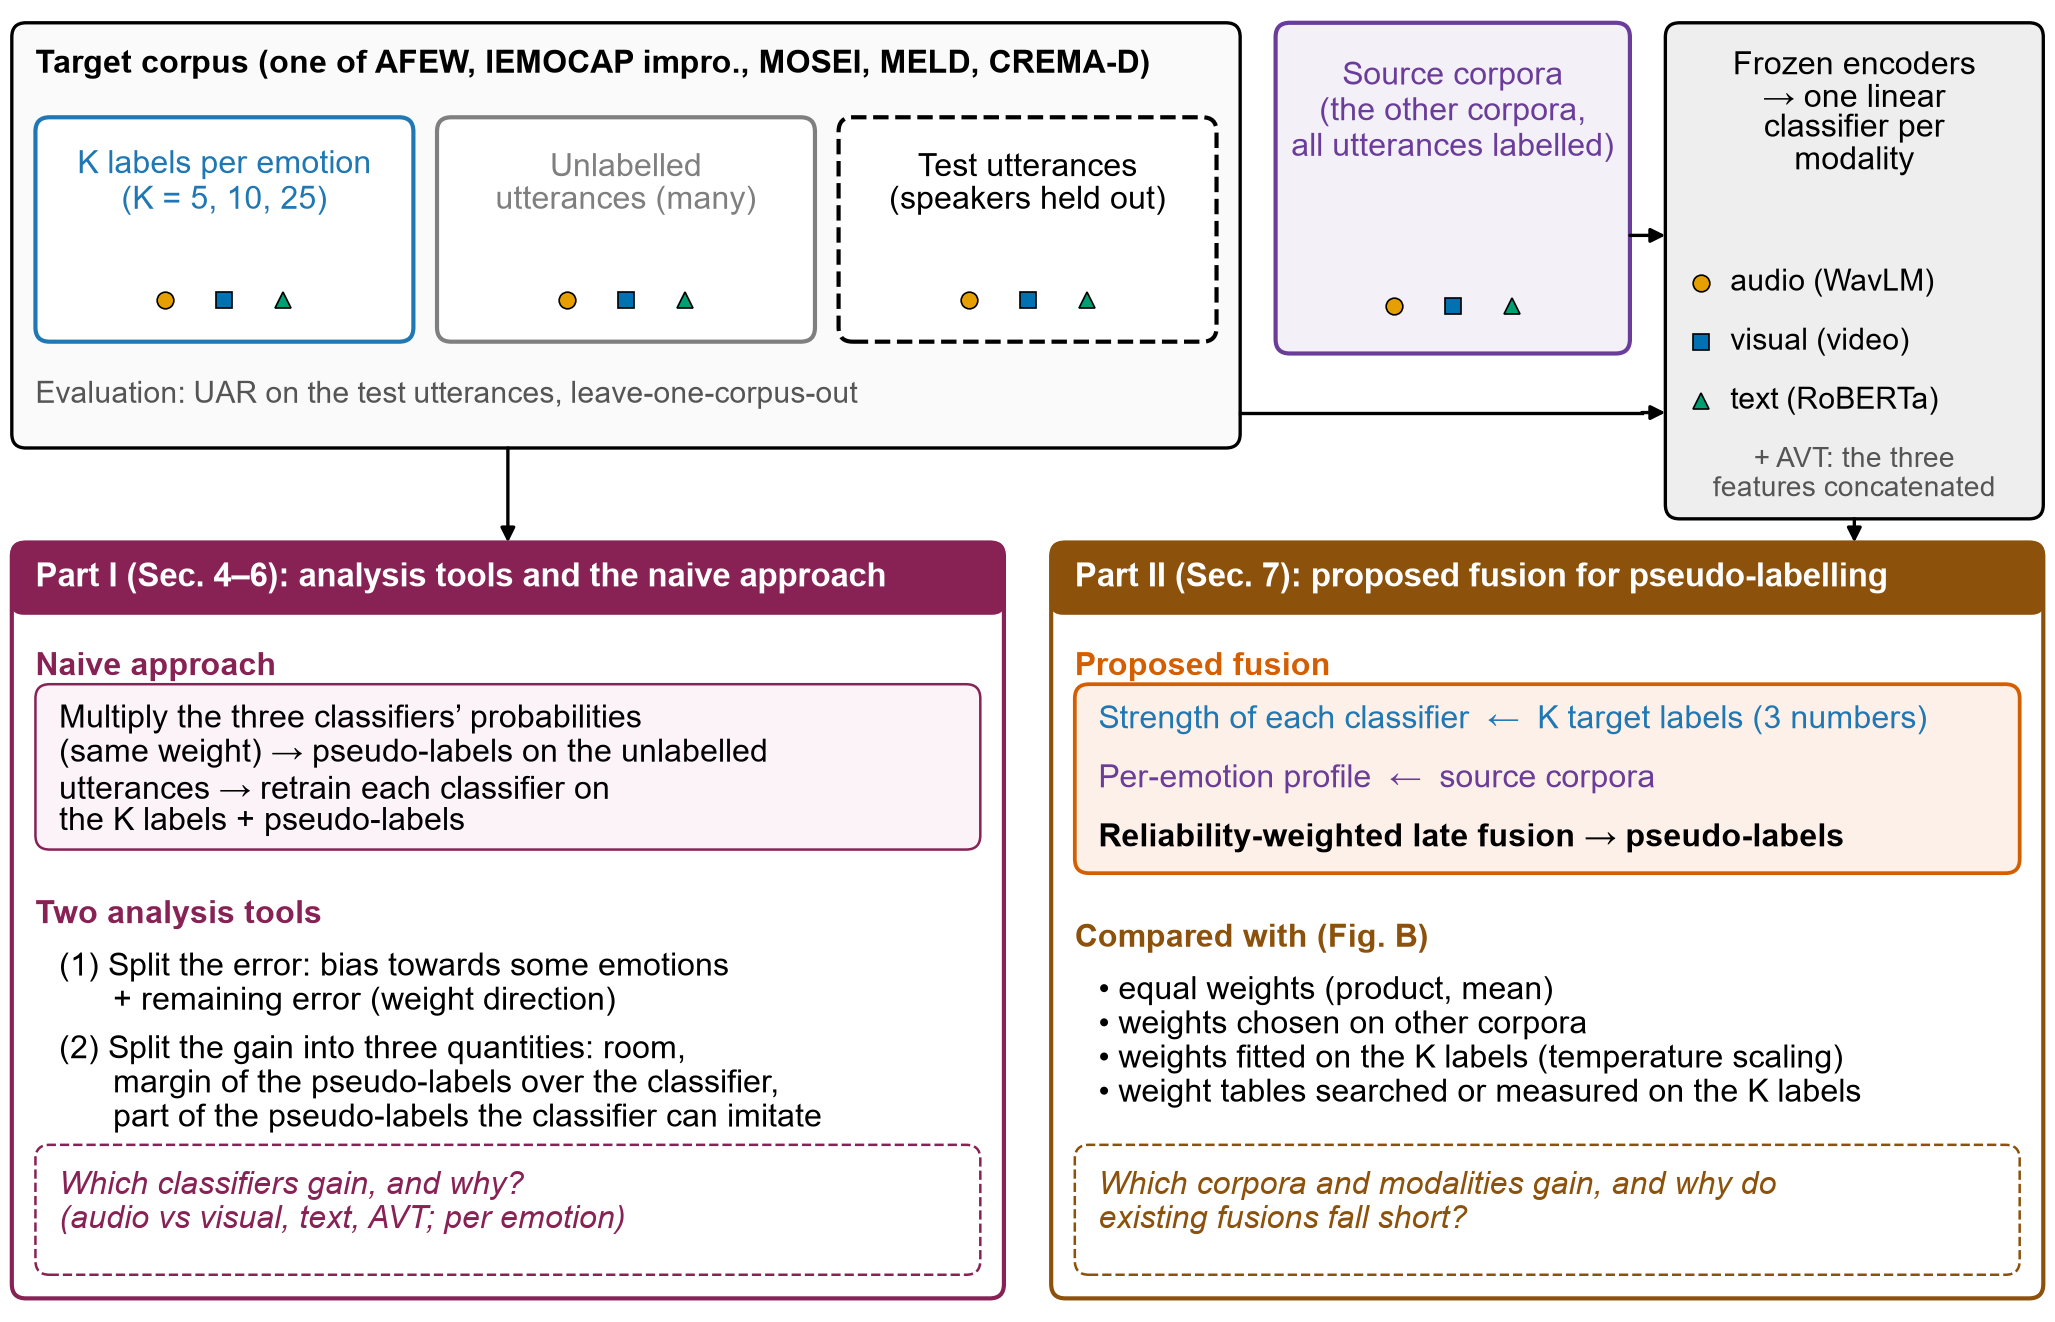 Target corpus (one of AFEW, IEMOCAP impro., MOSEI, MELD, CREMA-D)
K labels per emotion
(K = 5, 10, 25)
Unlabelled
utterances (many)
Test utterances
(speakers held out)
Evaluation: UAR on the test utterances, leave-one-corpus-out
Source corpora
(the other corpora,
all utterances labelled)
Frozen encoders
→ one linear
classifier per
modality
audio (WavLM)
visual (video)
text (RoBERTa)
+ AVT: the three
features concatenated
Part I (Sec. 4–6): analysis tools and the naive approach
Naive approach
Multiply the three classifiers’ probabilities
(same weight) → pseudo-labels on the unlabelled
utterances → retrain each classifier on
the K labels + pseudo-labels
Two analysis tools
(1) Split the error: bias towards some emotions
+ remaining error (weight direction)
(2) Split the gain into three quantities: room,
margin of the pseudo-labels over the classifier,
part of the pseudo-labels the classifier can imitate
Which classifiers gain, and why?
(audio vs visual, text, AVT; per emotion)
Part II (Sec. 7): proposed fusion for pseudo-labelling
Proposed fusion
Strength of each classifier ← K target labels (3 numbers)
Per-emotion profile ← source corpora
Reliability-weighted late fusion → pseudo-labels
Compared with (Fig. B)
• equal weights (product, mean)
• weights chosen on other corpora
• weights fitted on the K labels (temperature scaling)
• weight tables searched or measured on the K labels
Which corpora and modalities gain, and why do
existing fusions fall short?